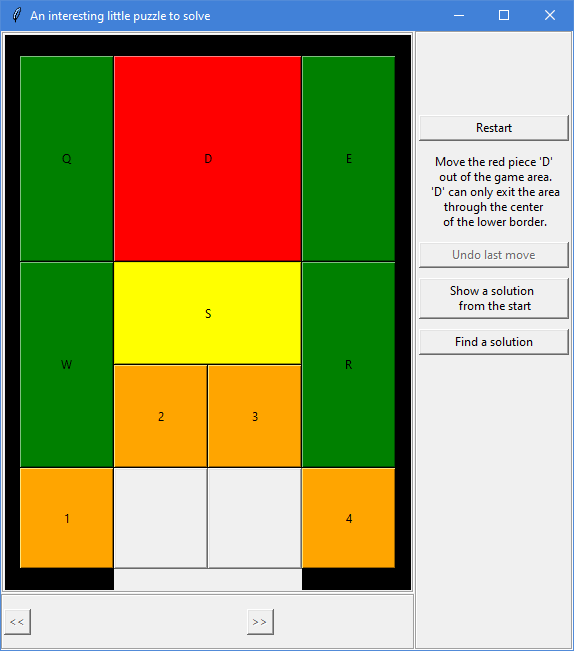 An interesting little puzzle to solve
Q
D
E
Restart
Move the red piece 'D'
out of the game area.
'D' can only exit the area
through the center
of the lower border.
Undo last move
Show a solution
from the start
Find a solution
S
W
R
2
3
1
4
<<
>>